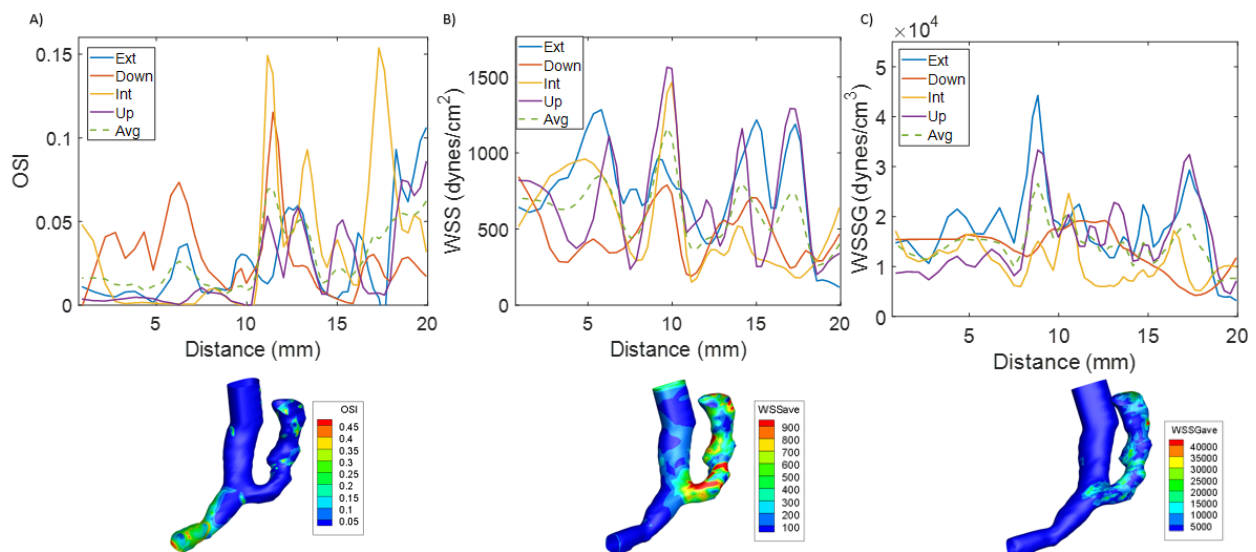 A)
0.15
0.1
0.05
0
OSI
Ext
Down
Int
Up
Avg
5 10 15 20
Distance (mm)
B)
1500
1000
500
0
WSS (dynes/cm2)
Ext
Down
Int
Up
Avg
5 10 15 20
Distance (mm)
C)
×10^4
5
4
3
2
1
0
WSSG (dynes/cm3)
Ext
Down
Int
Up
Avg
5 10 15 20
Distance (mm)
OSI
0.45
0.4
0.35
0.3
0.25
0.2
0.15
0.1
0.05
WSSave
900
800
700
600
500
400
300
200
100
WSSGave
40000
35000
30000
25000
20000
15000
10000
5000